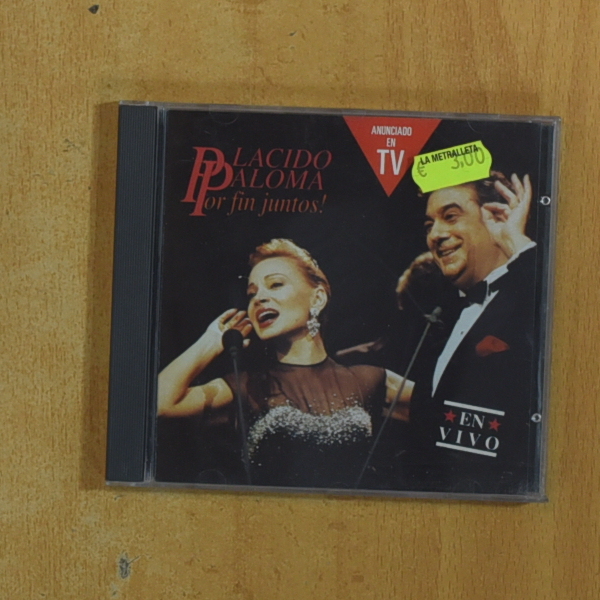 PLACIDO
PALOMA
Por fin juntos!
ANUNCIADO
EN
TV
LA METRALLETA
€ 3,00
EN
VIVO